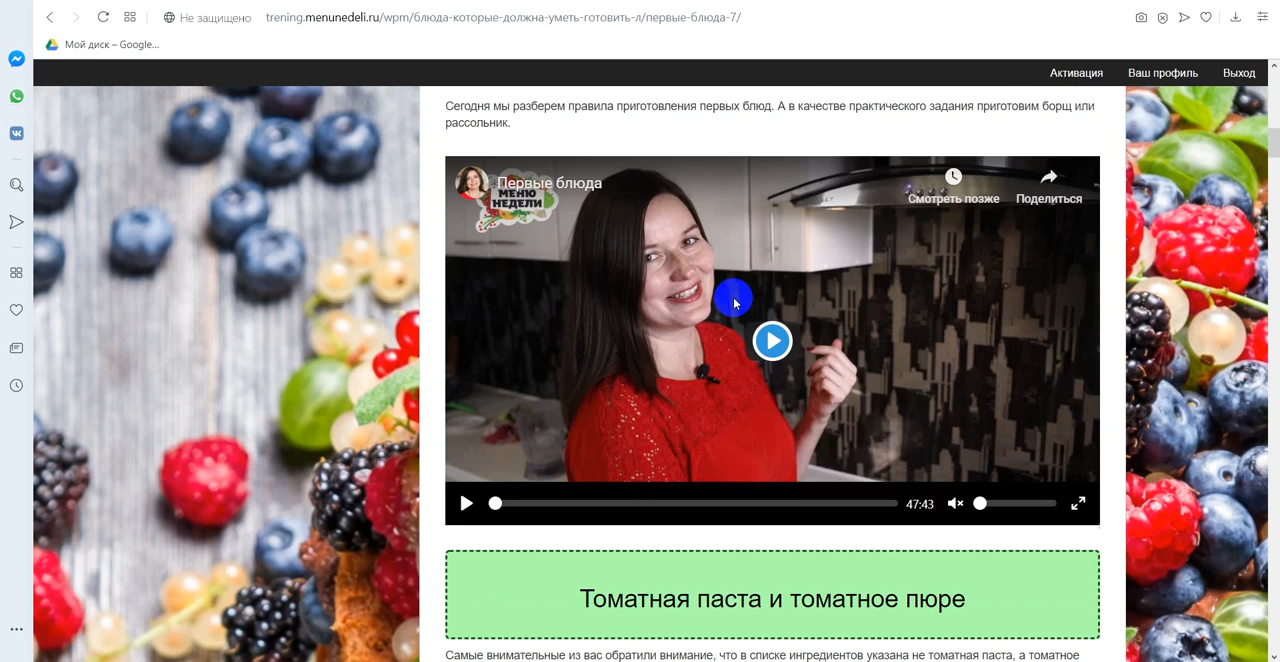 Не защищено
trening.menunedeli.ru/wpm/блюда-которые-должна-уметь-готовить-л/первые-блюда-7/
Мой диск – Google...
Активация
Ваш профиль
Выход
Сегодня мы разберем правила приготовления первых блюд. А в качестве практического задания приготовим борщ или
рассольник.
Первые блюда
МЕНЮ
НЕДЕЛИ
Смотреть позже
Поделиться
47:43
Томатная паста и томатное пюре
Самые внимательные из вас обратили внимание, что в списке ингредиентов указана не томатная паста, а томатное